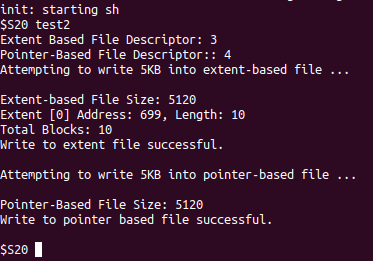 init: starting sh
$S20 test2
Extent Based File Descriptor: 3
Pointer-Based File Descriptor:: 4
Attempting to write 5KB into extent-based file ...
Extent-based File Size: 5120
Extent [0] Address: 699, Length: 10
Total Blocks: 10
Write to extent file successful.
Attempting to write 5KB into pointer-based file ...
Pointer-Based File Size: 5120
Write to pointer based file successful.
$S20